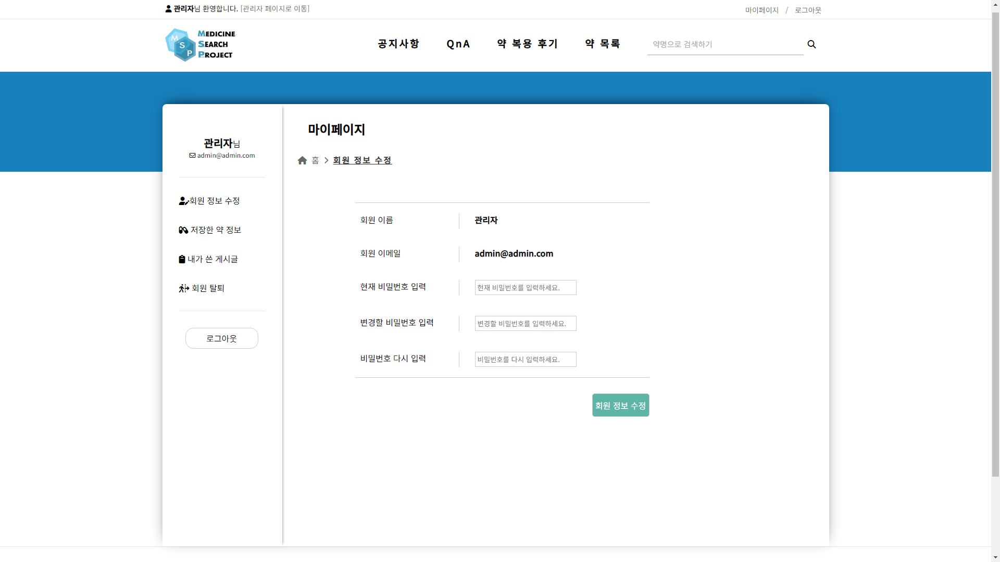 관리자님 환영합니다. [관리자 페이지로 이동]
마이페이지 / 로그아웃
MSP
MEDICINE
SEARCH
PROJECT
공지사항 QnA 약 복용 후기 약 목록 약명으로 검색하기
관리자님
admin@admin.com
회원 정보 수정
저장한 약 정보
내가 쓴 게시글
회원 탈퇴
로그아웃
마이페이지
홈 > 회원 정보 수정
회원 이름 관리자
회원 이메일 admin@admin.com
현재 비밀번호 입력 현재 비밀번호를 입력하세요.
변경할 비밀번호 입력 변경할 비밀번호를 입력하세요.
비밀번호 다시 입력 비밀번호를 다시 입력하세요.
회원 정보 수정